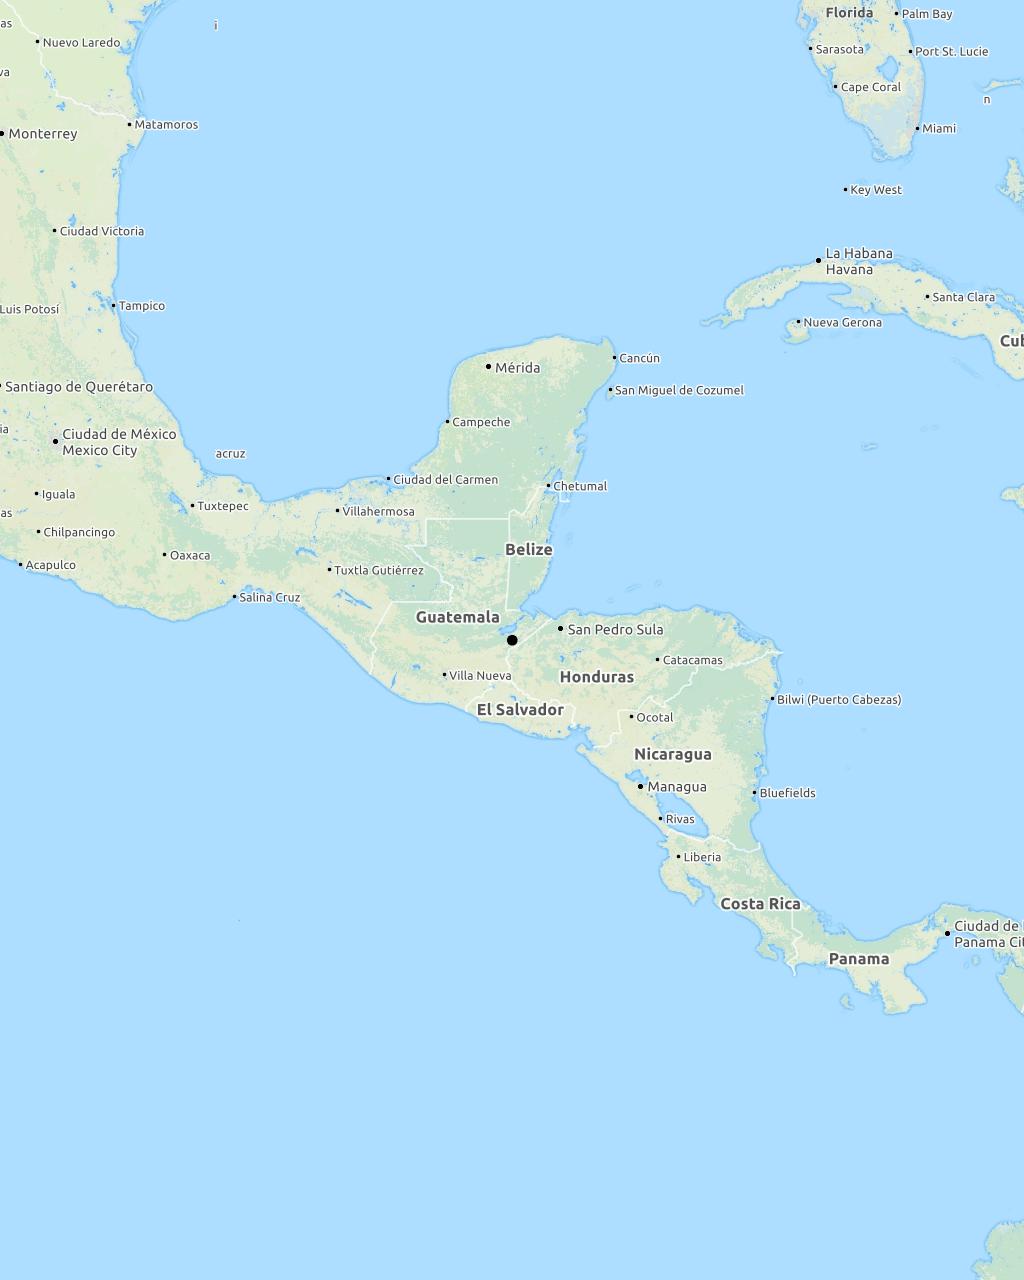 Florida
Palm Bay
as
i
Nuevo Laredo
Sarasota
Port St. Lucie
va
Cape Coral
n
Matamoros
Miami
Monterrey
Key West
Ciudad Victoria
La Habana
Havana
Santa Clara
Luis Potosí
Tampico
Nueva Gerona
Cub
Cancún
Mérida
Santiago de Querétaro
San Miguel de Cozumel
Campeche
ia
Ciudad de México
Mexico City
acruz
Ciudad del Carmen
Chetumal
Iguala
Tuxtepec
as
Villahermosa
Chilpancingo
Belize
Oaxaca
Acapulco
Tuxtla Gutiérrez
Salina Cruz
Guatemala
San Pedro Sula
Catacamas
Villa Nueva
Honduras
Bilwi (Puerto Cabezas)
El Salvador
Ocotal
Nicaragua
Managua
Bluefields
Rivas
Liberia
Costa Rica
Ciudad de
Panama Cit
Panama